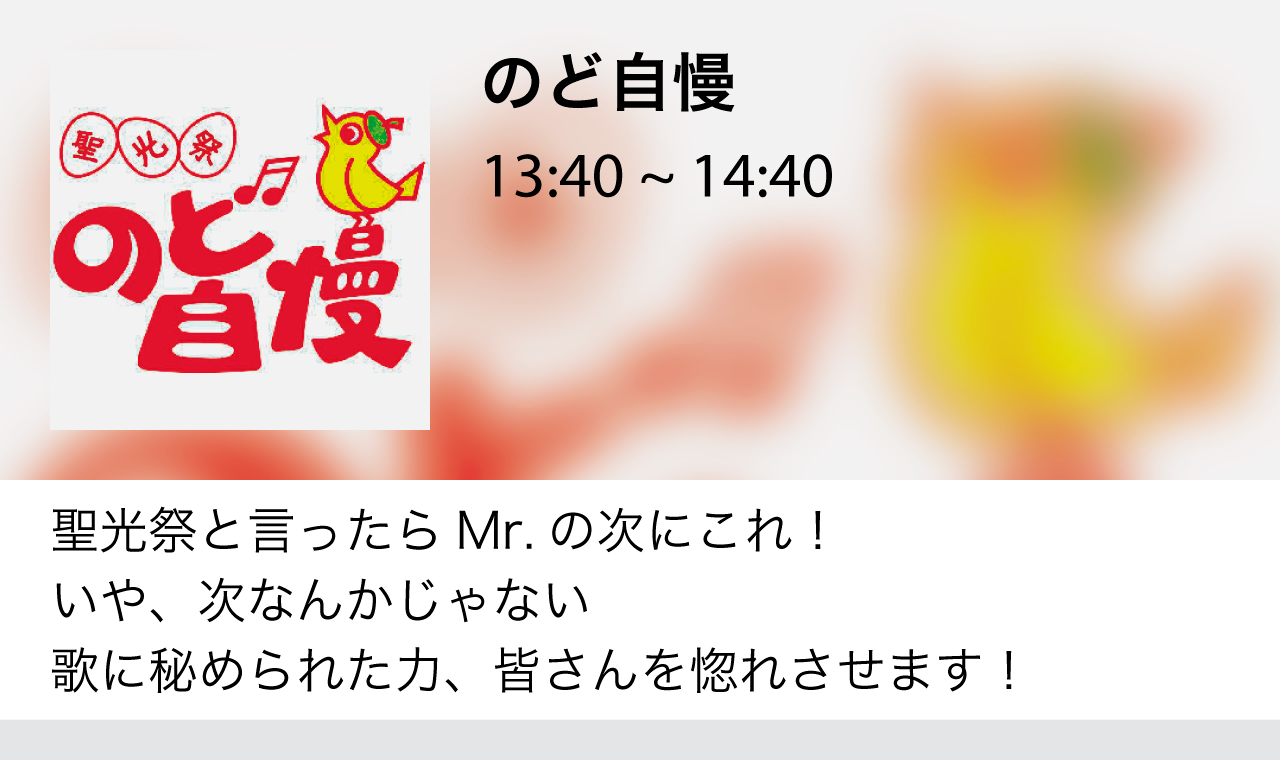 聖光祭
のど自慢
のど自慢
13:40 ~ 14:40
聖光祭と言ったら Mr. の次にこれ！
いや、次なんかじゃない
歌に秘められた力、皆さんを惚れさせます！